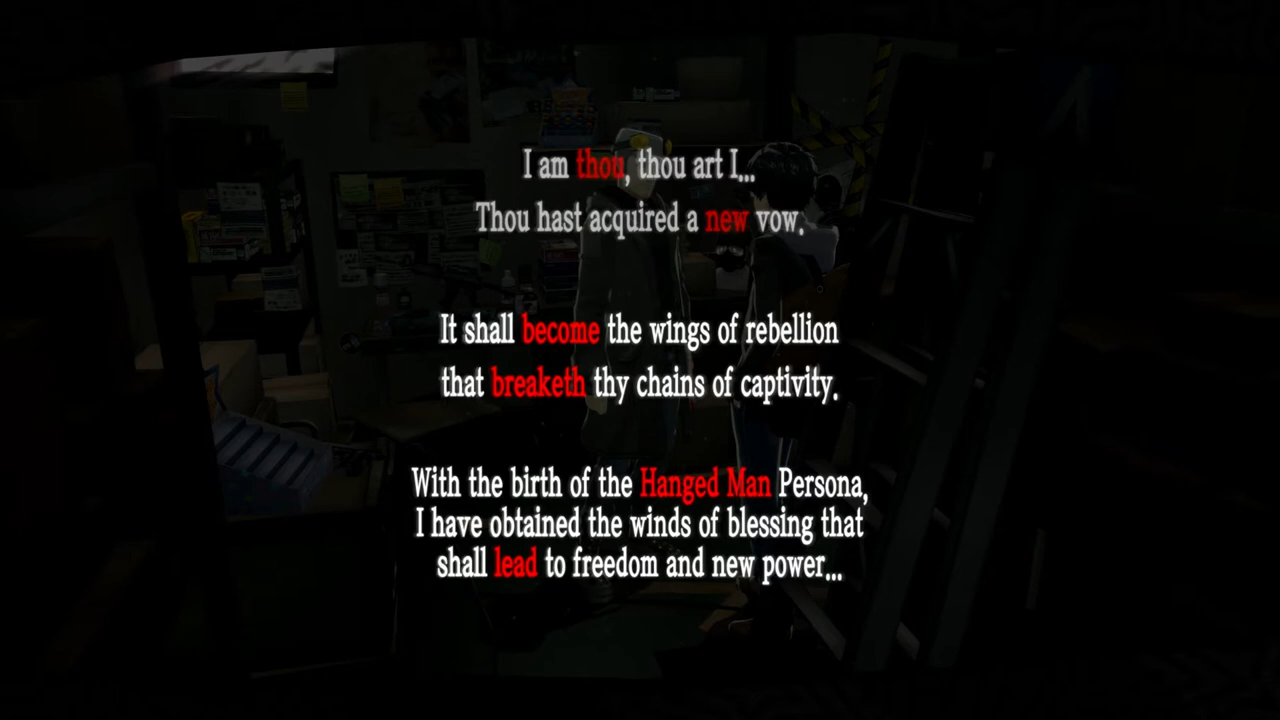 I am thou, thou art I...
Thou hast acquired a new vow.
It shall become the wings of rebellion
that breaketh thy chains of captivity.
With the birth of the Hanged Man Persona,
I have obtained the winds of blessing that
shall lead to freedom and new power...